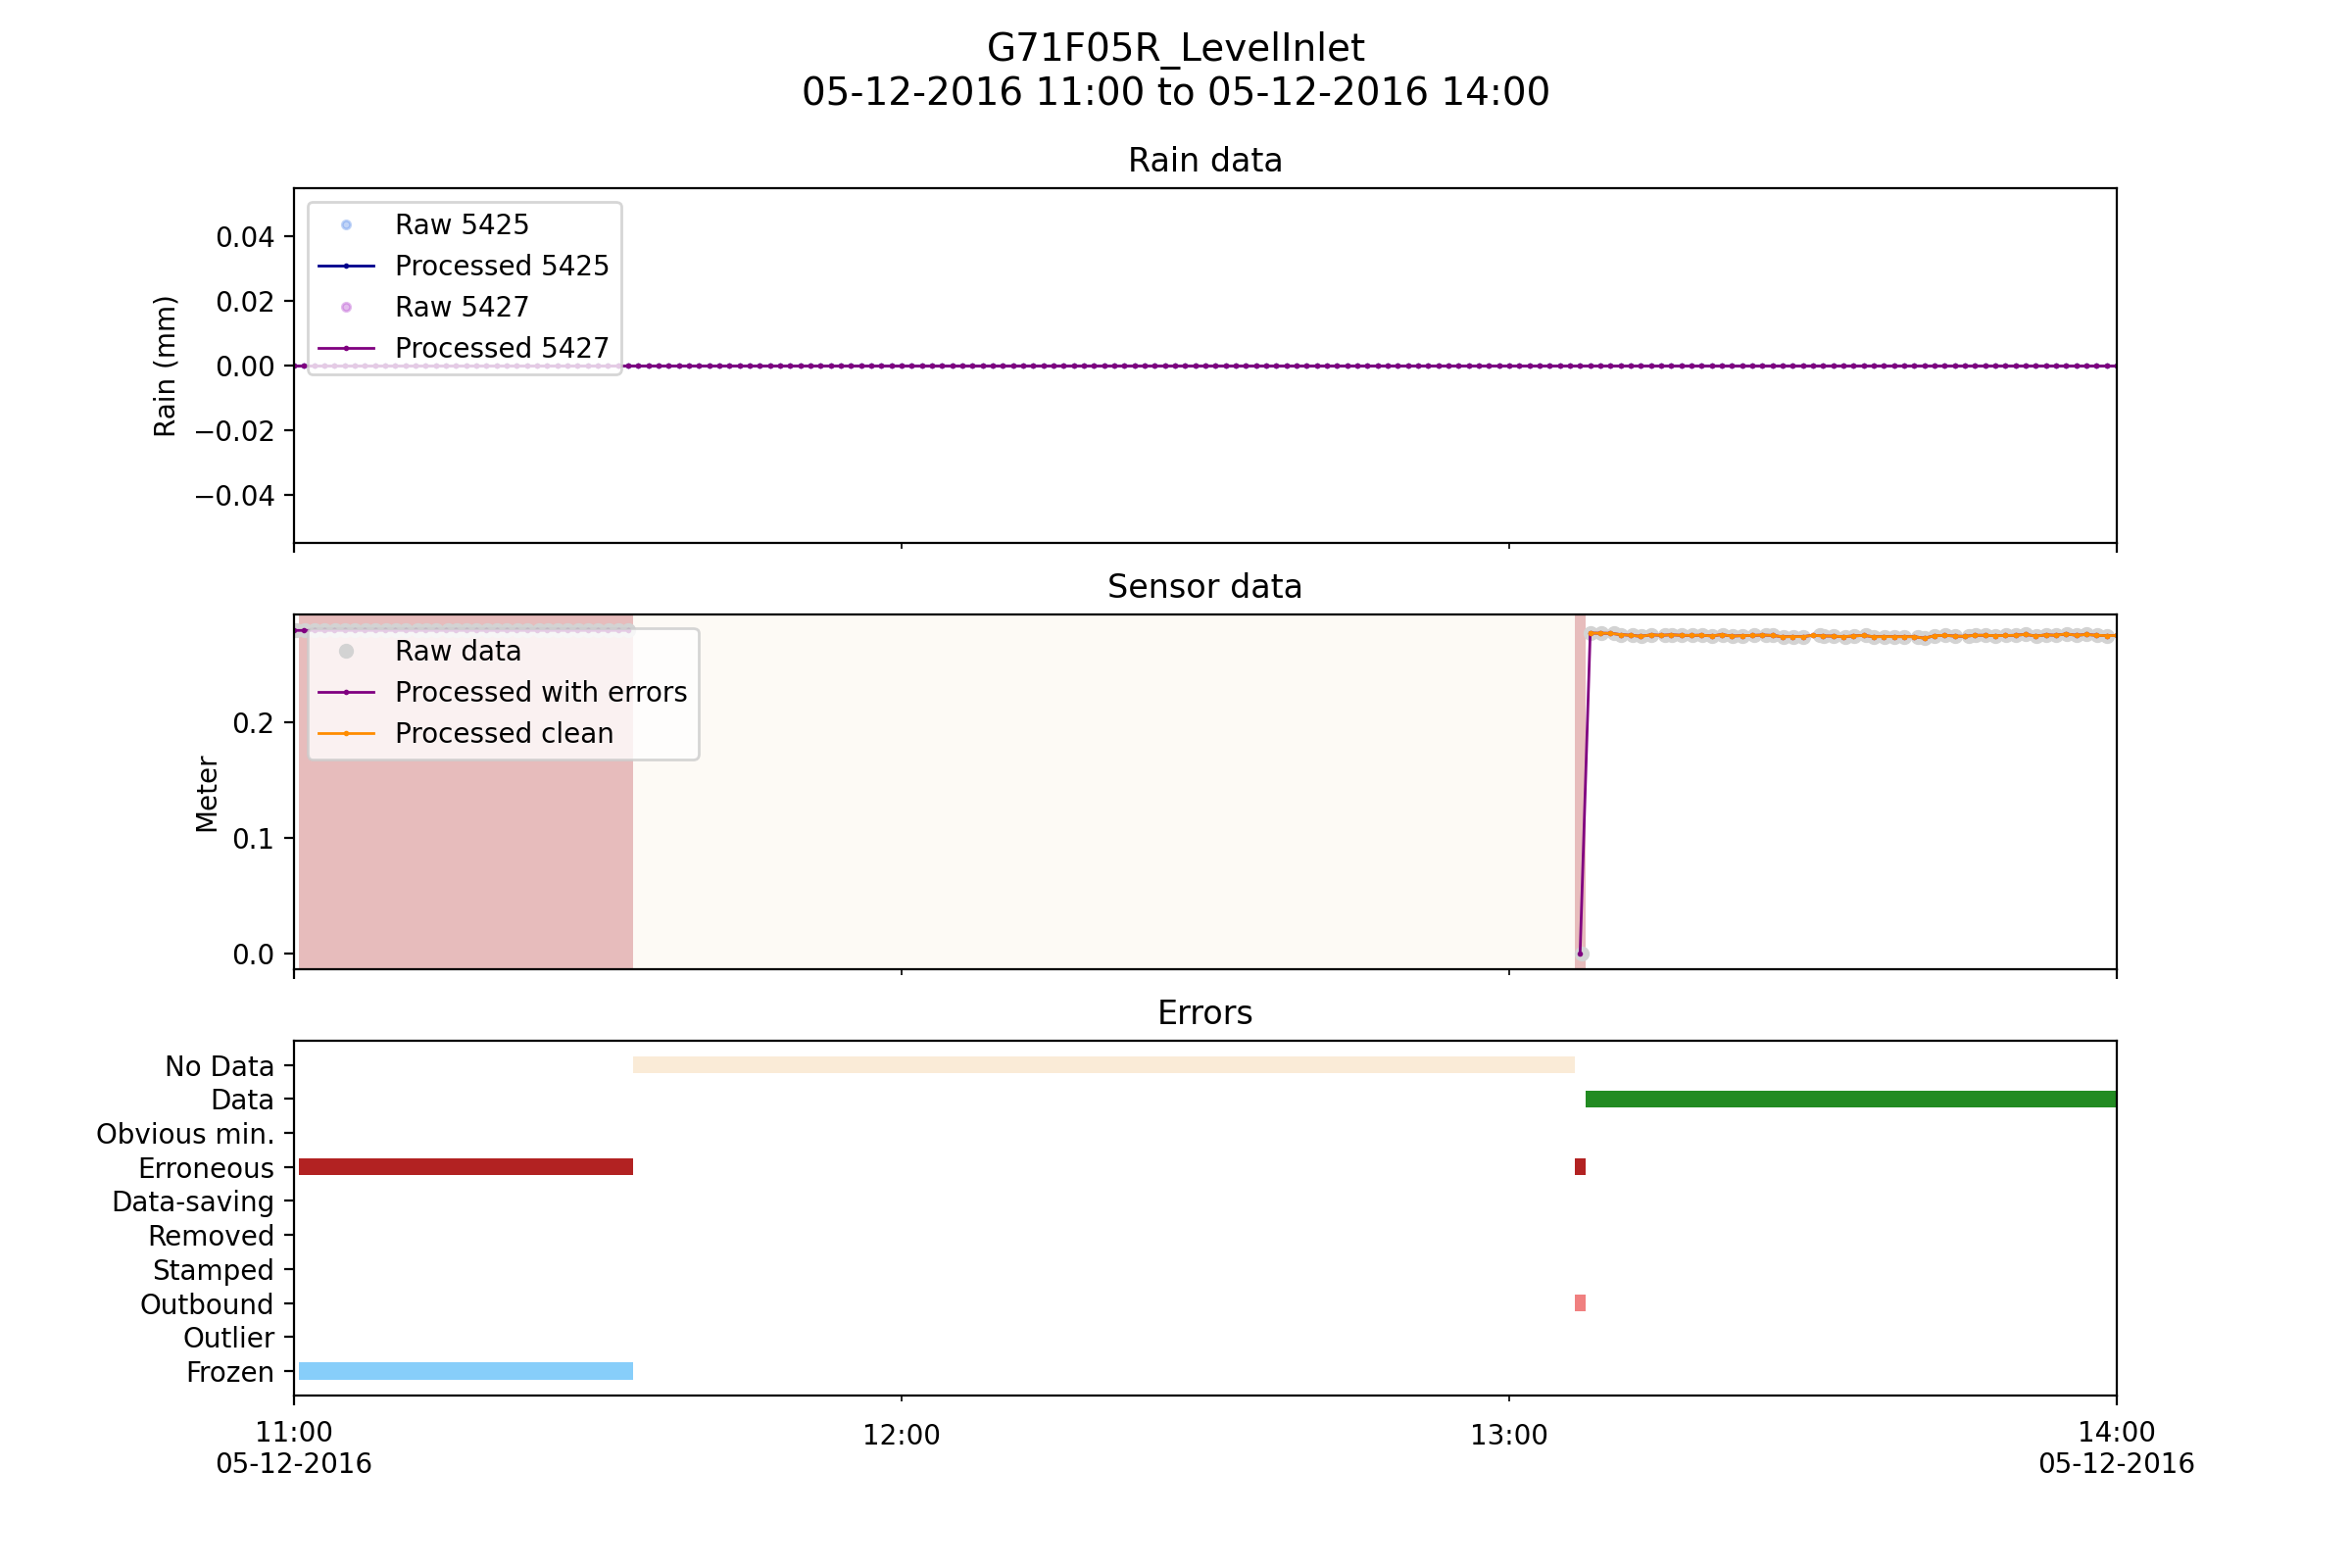 G71F05R_LevelInlet
05-12-2016 11:00 to 05-12-2016 14:00
Rain data
Raw 5425
Processed 5425
Raw 5427
Processed 5427
Rain (mm)
0.04
0.02
0.00
−0.02
−0.04
Sensor data
Raw data
Processed with errors
Processed clean
Meter
0.2
0.1
0.0
Errors
No Data
Data
Obvious min.
Erroneous
Data-saving
Removed
Stamped
Outbound
Outlier
Frozen
11:00
05-12-2016
12:00
13:00
14:00
05-12-2016